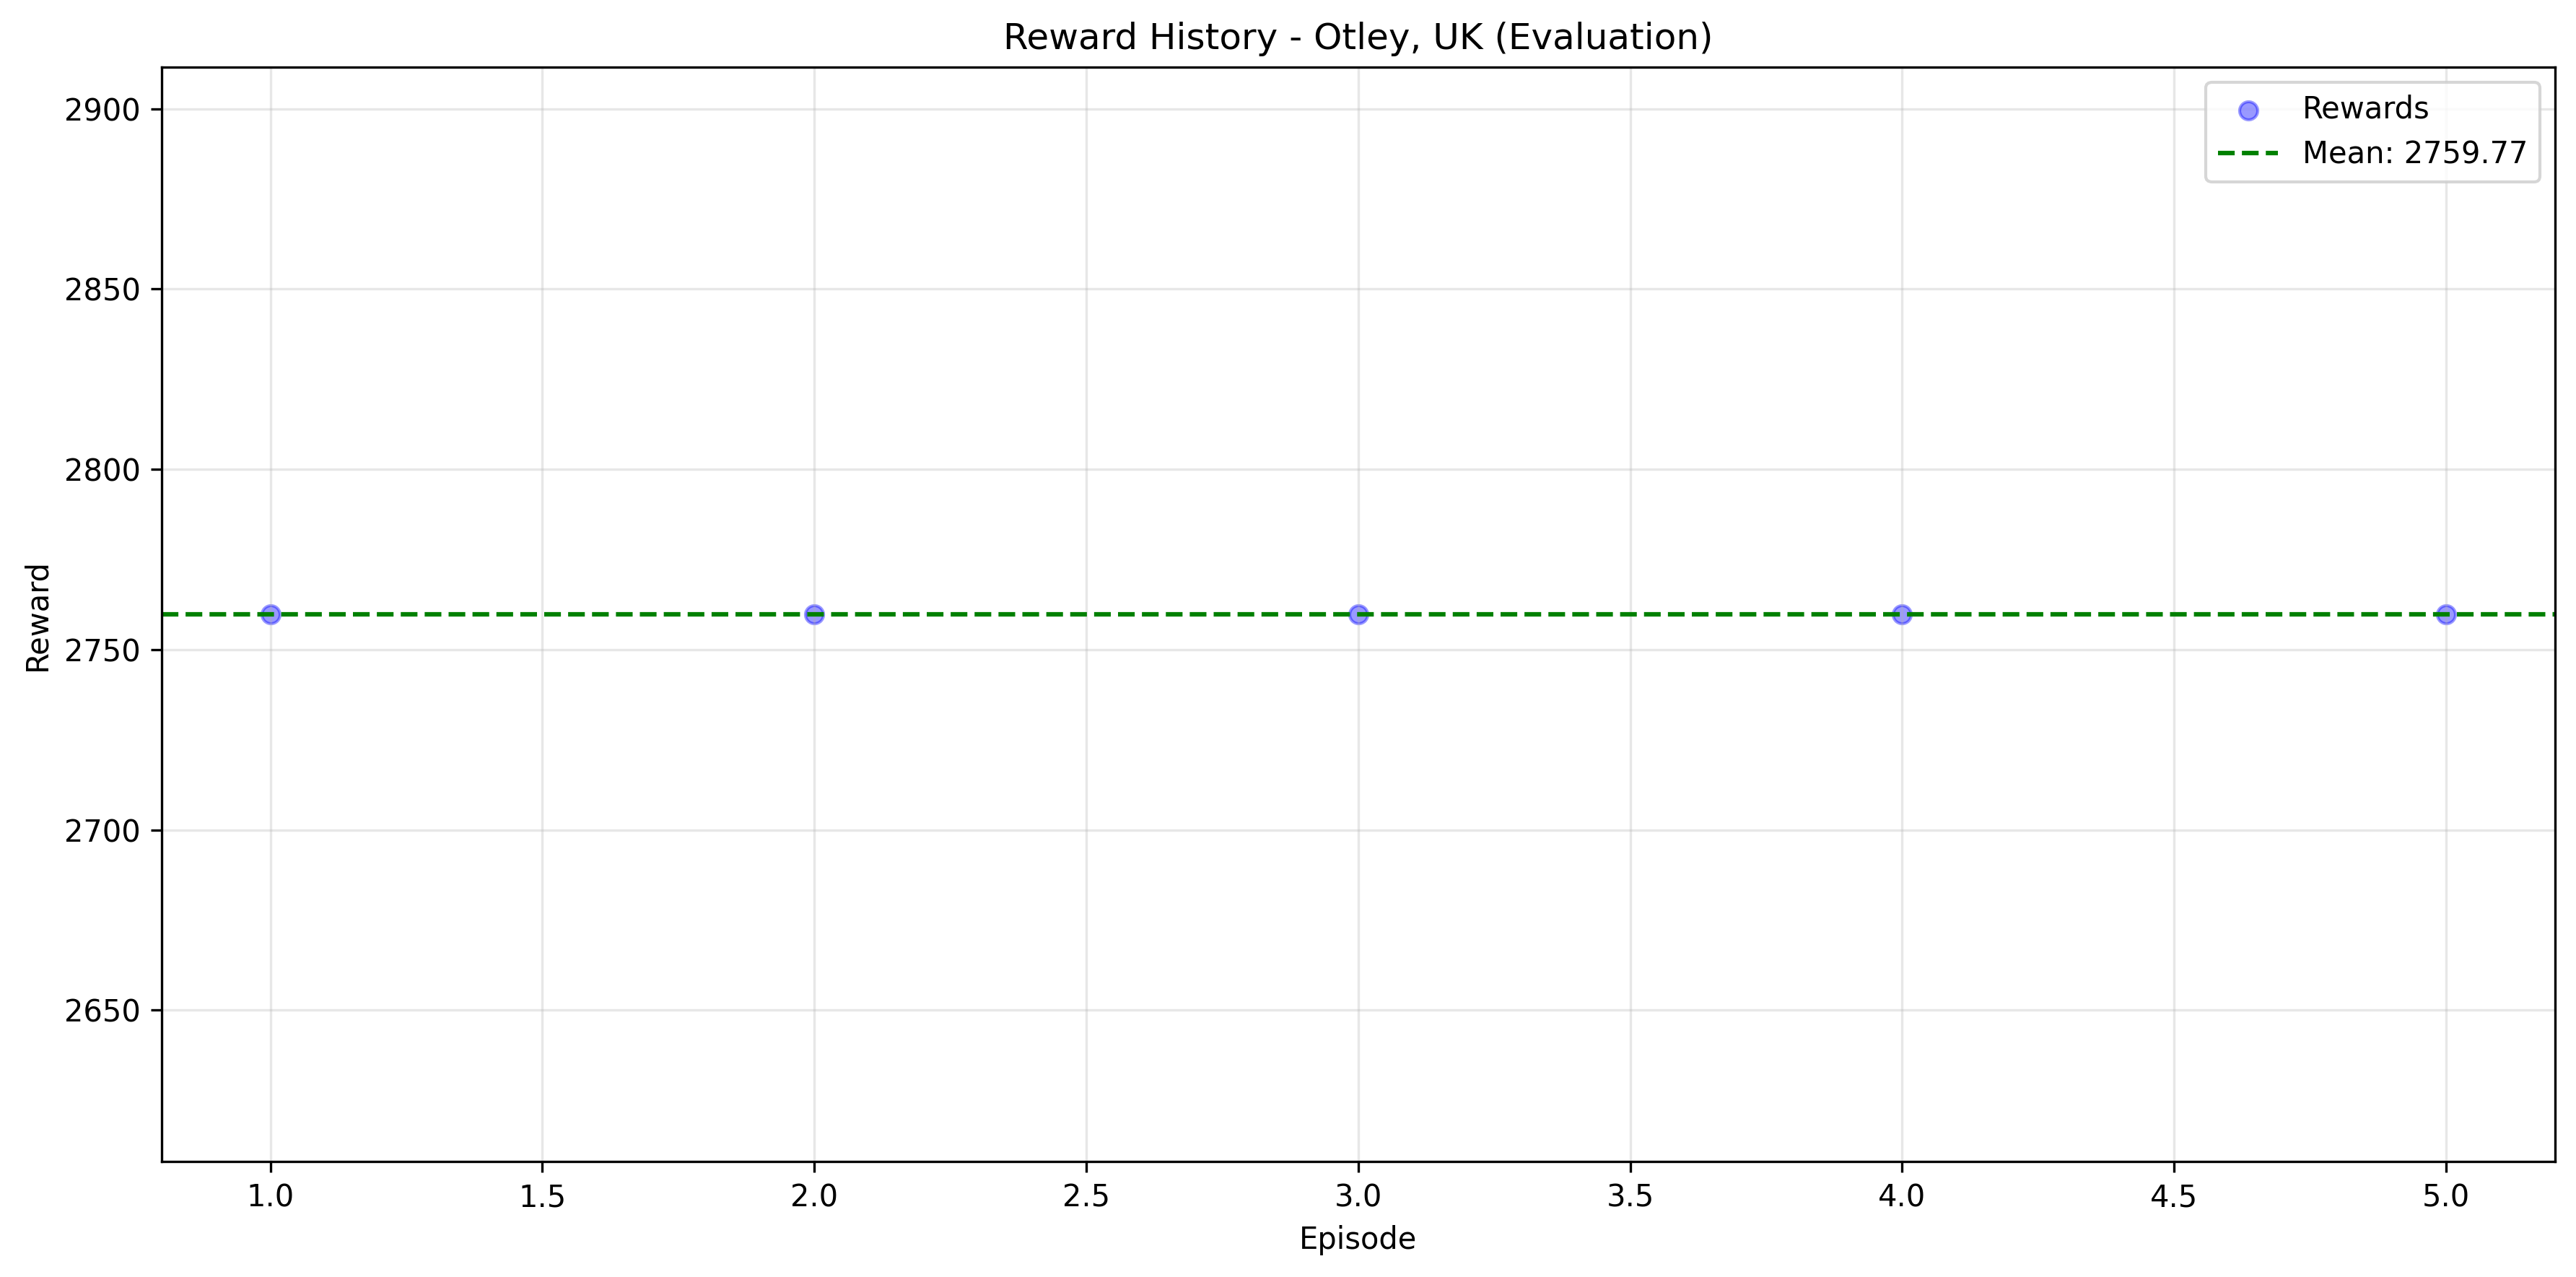 Reward History - Otley, UK (Evaluation)
Rewards
Mean: 2759.77
2900
2850
2800
2750
2700
2650
Reward
1.0 1.5 2.0 2.5 3.0 3.5 4.0 4.5 5.0
Episode